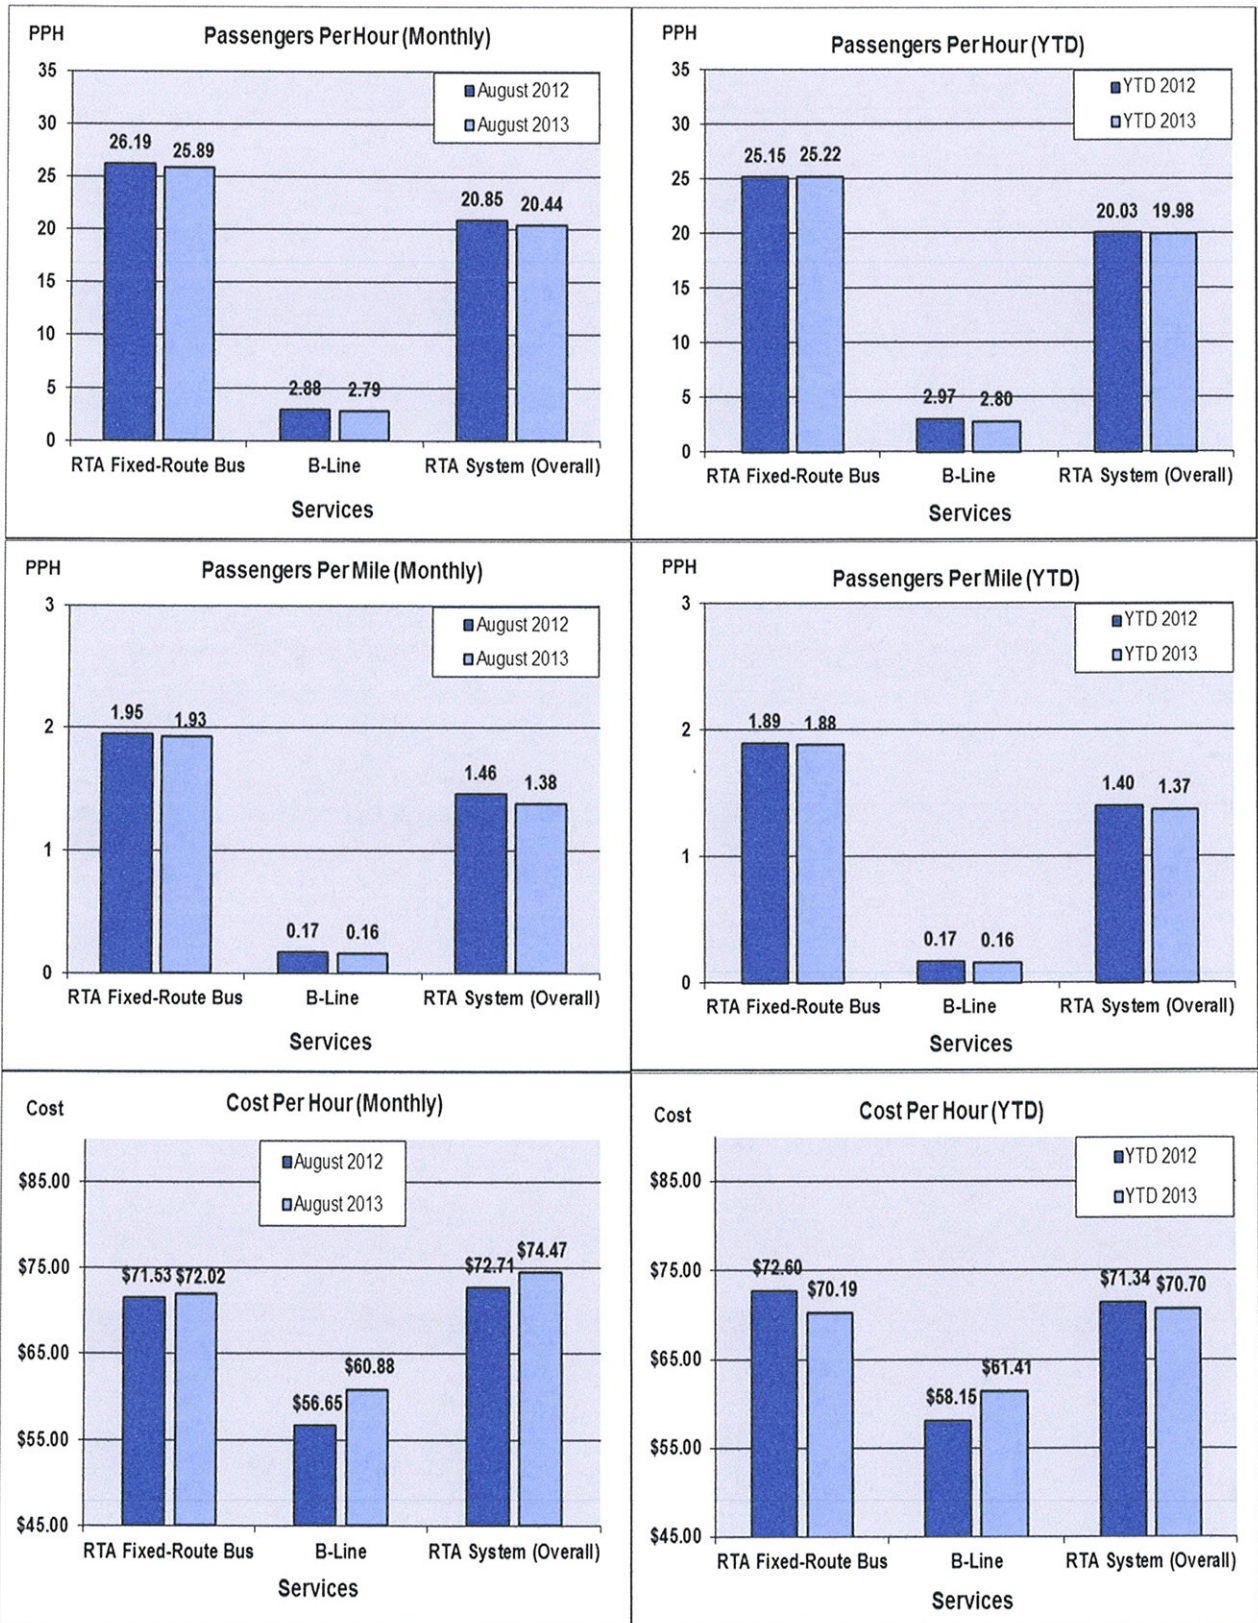 PPH
Passengers Per Hour (Monthly)
35
30
25
20
15
10
5
0
August 2012
August 2013
26.19
25.89
2.88
2.79
20.85
20.44
RTA Fixed-Route Bus
B-Line
RTA System (Overall)
Services
PPH
Passengers Per Hour (YTD)
35
30
25
20
15
10
5
0
YTD 2012
YTD 2013
25.15
25.22
2.97
2.80
20.03
19.98
RTA Fixed-Route Bus
B-Line
RTA System (Overall)
Services
PPH
Passengers Per Mile (Monthly)
3
2
1
0
August 2012
August 2013
1.95
1.93
0.17
0.16
1.46
1.38
RTA Fixed-Route Bus
B-Line
RTA System (Overall)
Services
PPH
Passengers Per Mile (YTD)
3
2
1
0
YTD 2012
YTD 2013
1.89
1.88
0.17
0.16
1.40
1.37
RTA Fixed-Route Bus
B-Line
RTA System (Overall)
Services
Cost
Cost Per Hour (Monthly)
$85.00
$75.00
$65.00
$55.00
$45.00
August 2012
August 2013
$71.53
$72.02
$56.65
$60.88
$72.71
$74.47
RTA Fixed-Route Bus
B-Line
RTA System (Overall)
Services
Cost
Cost Per Hour (YTD)
$85.00
$75.00
$65.00
$55.00
$45.00
YTD 2012
YTD 2013
$72.60
$70.19
$58.15
$61.41
$71.34
$70.70
RTA Fixed-Route Bus
B-Line
RTA System (Overall)
Services